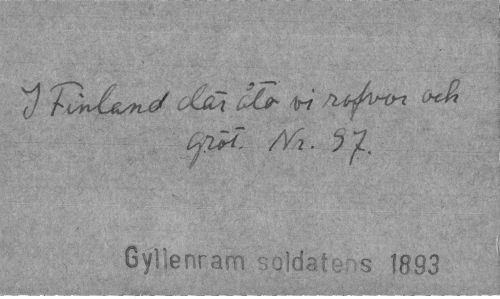 I Finland där åto vi rofvor och
gröt. Nr. 97.
Gyllenram soldatens 1893